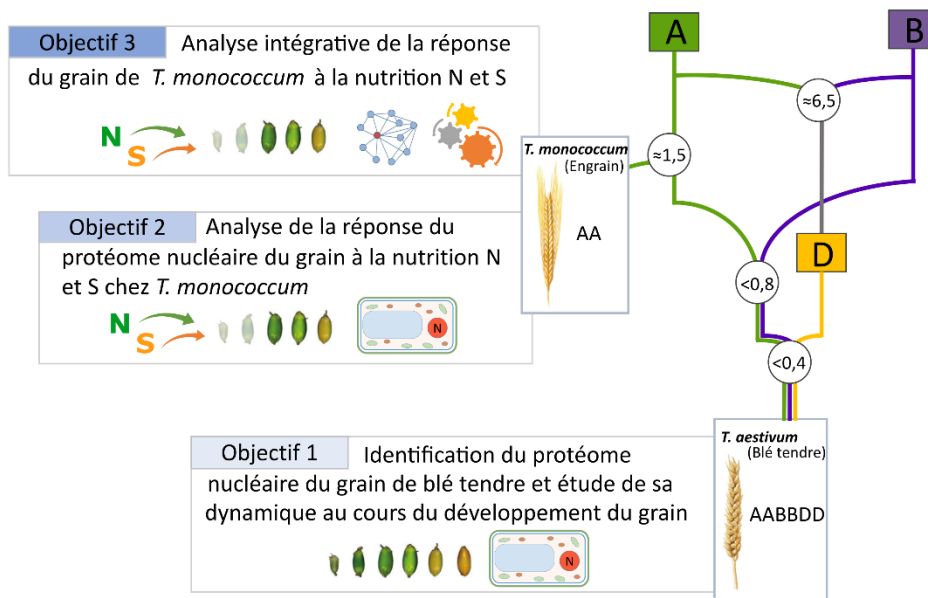 Objectif 3 Analyse intégrative de la réponse
du grain de T. monococcum à la nutrition N et S
N
S
Objectif 2 Analyse de la réponse du
protéome nucléaire du grain à la nutrition N
et S chez T. monococcum
N
S
N
Objectif 1 Identification du protéome
nucléaire du grain de blé tendre et étude de sa
dynamique au cours du développement du grain
N
A
B
≈6,5
≈1,5
T. monococcum
(Engrain)
AA
D
<0,8
<0,4
T. aestivum
(Blé tendre)
AABBDD